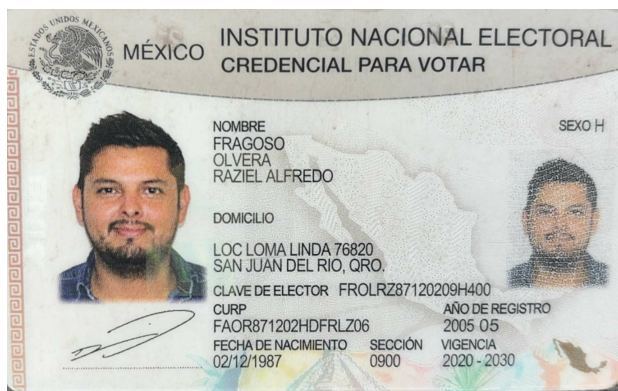 ESTADOS UNIDOS MEXICANOS
MÉXICO INSTITUTO NACIONAL ELECTORAL
CREDENCIAL PARA VOTAR
NOMBRE SEXO H
FRAGOSO
OLVERA
RAZIEL ALFREDO
DOMICILIO
LOC LOMA LINDA 76820
SAN JUAN DEL RIO, QRO.
CLAVE DE ELECTOR FROLRZ87120209H400
CURP AÑO DE REGISTRO
FAOR871202HDFRLZ06 2005 05
FECHA DE NACIMIENTO SECCIÓN VIGENCIA
02/12/1987 0900 2020 - 2030